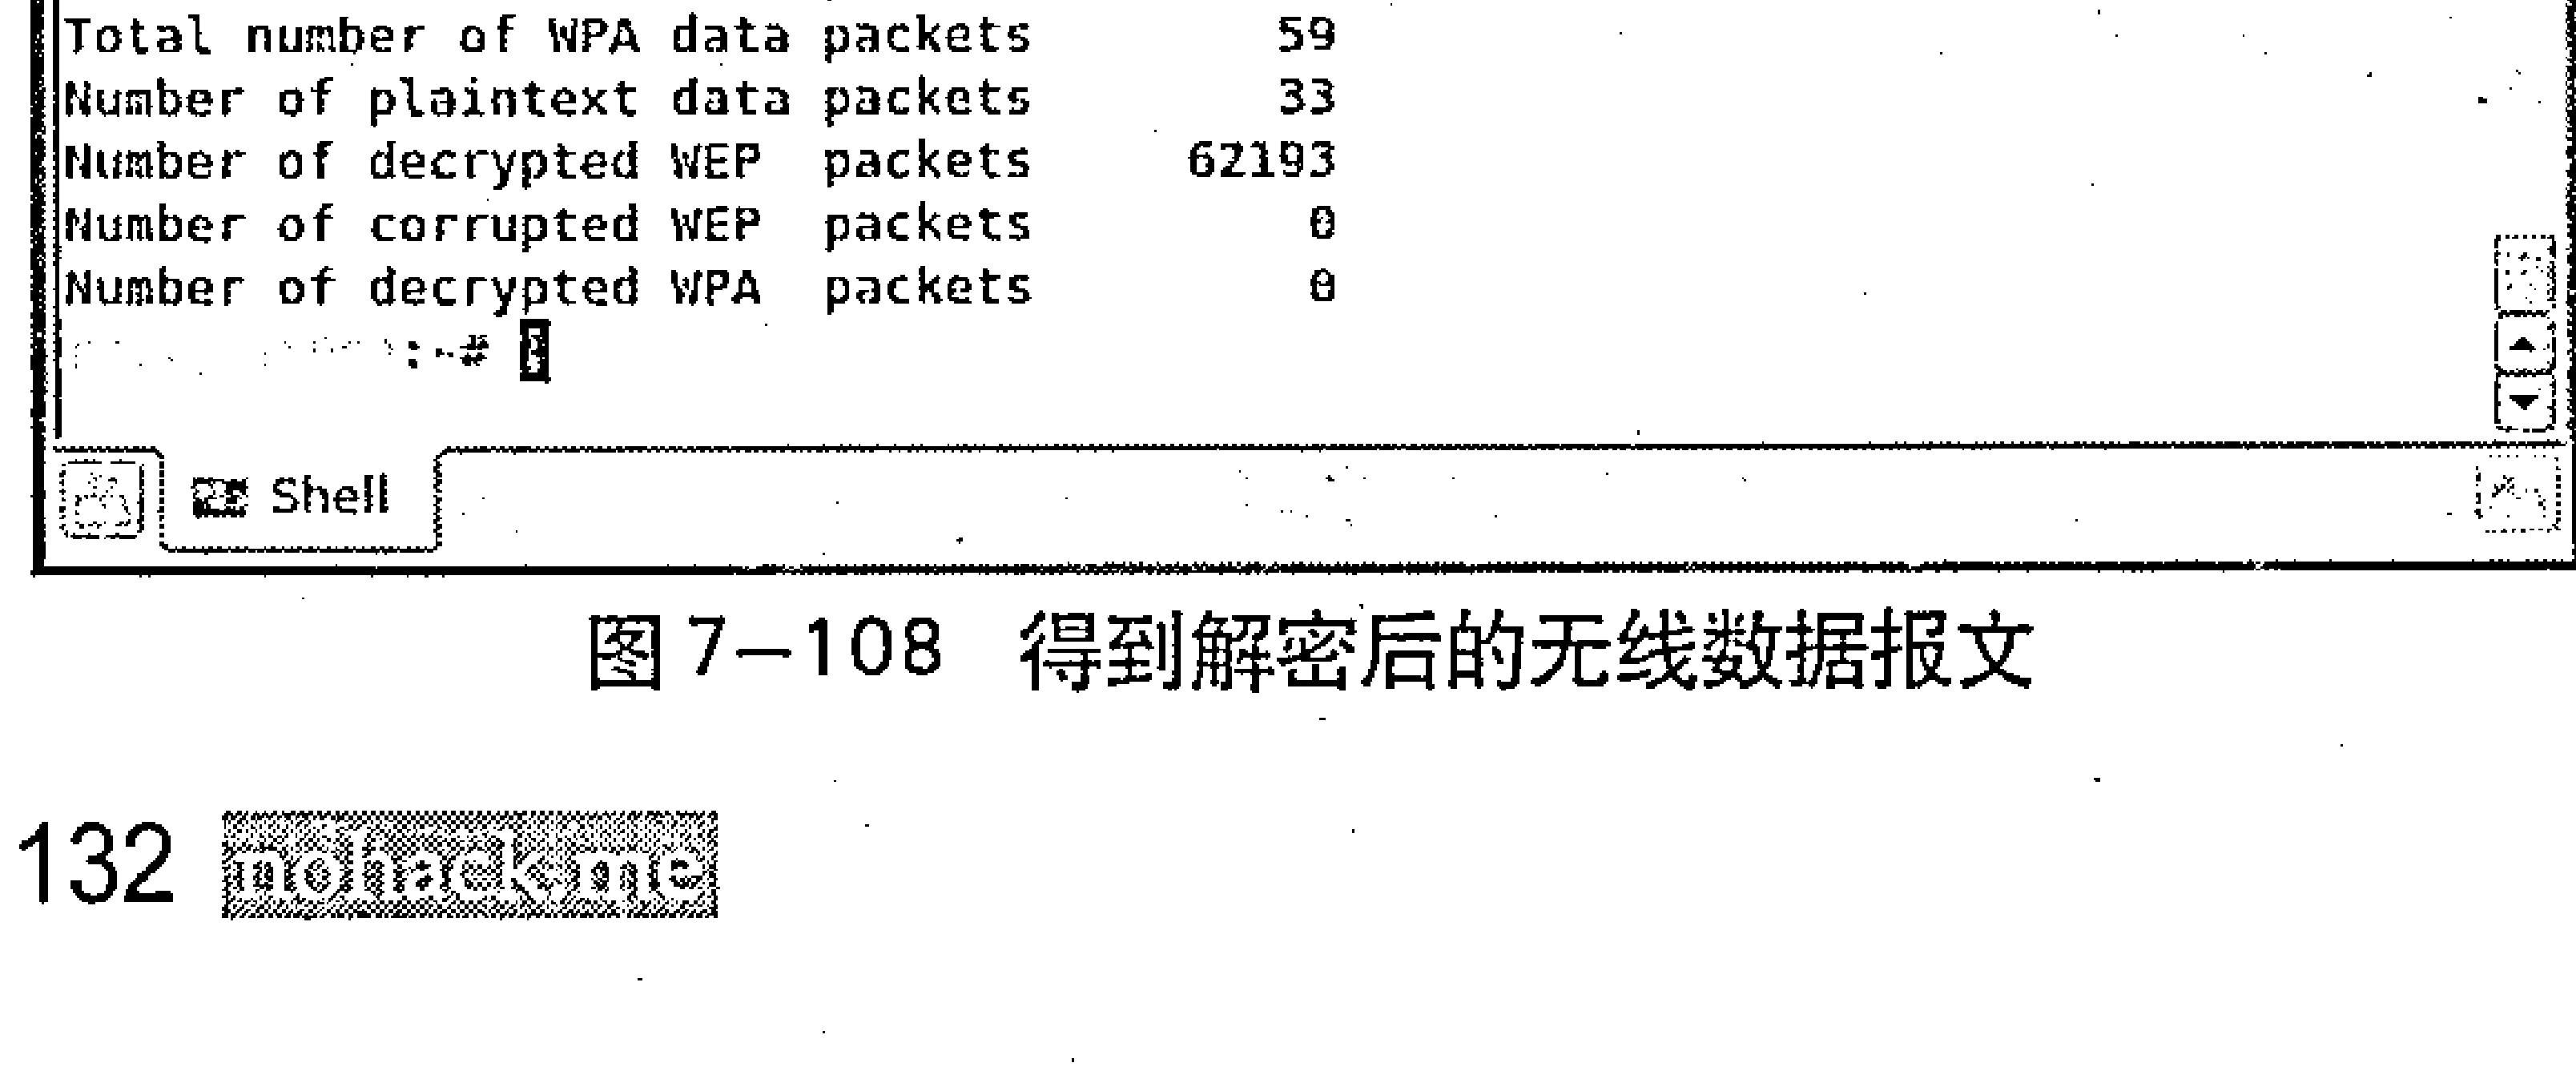 Total number of WPA data packets 59
Number of plaintext data packets 33
Number of decrypted WEP  packets 62193
Number of corrupted WEP  packets 0
Number of decrypted WPA  packets 0
:~#
Shell
图 7-108 得到解密后的无线数据报文
132 nohack.me